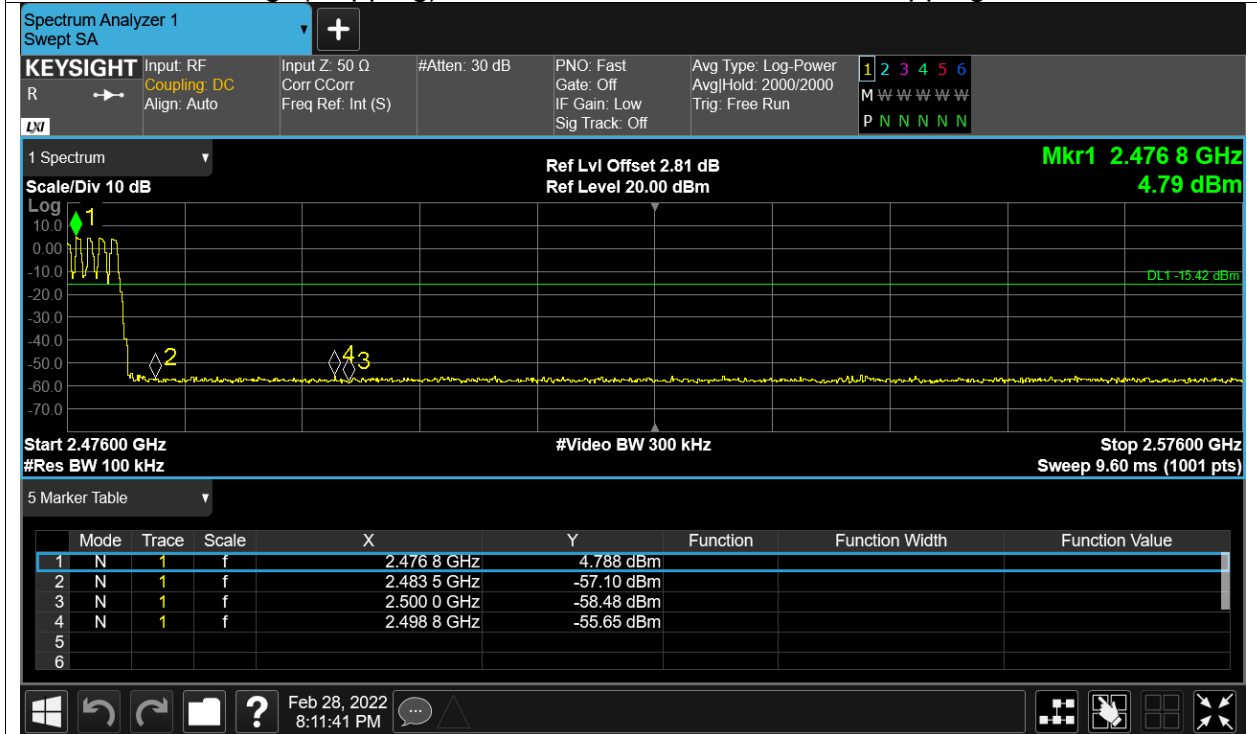 Spectrum Analyzer 1
Swept SA
KEYSIGHT
R
LXI
Input: RF
Coupling: DC
Align: Auto
Input Z: 50 Ω
Corr CCorr
Freq Ref: Int (S)
#Atten: 30 dB
PNO: Fast
Gate: Off
IF Gain: Low
Sig Track: Off
Avg Type: Log-Power
Avg|Hold: 2000/2000
Trig: Free Run
1 2 3 4 5 6
M W W W W W
P N N N N N
1 Spectrum
Scale/Div 10 dB
Ref Lvl Offset 2.81 dB
Ref Level 20.00 dBm
Mkr1 2.476 8 GHz
4.79 dBm
Log
10.0
0.00
-10.0
-20.0
-30.0
-40.0
-50.0
-60.0
-70.0
1
2
4 3
DL1 -15.42 dBm
Start 2.47600 GHz
#Video BW 300 kHz
Stop 2.57600 GHz
#Res BW 100 kHz
Sweep 9.60 ms (1001 pts)
5 Marker Table
Mode Trace Scale X Y Function Function Width Function Value
1 N 1 f 2.476 8 GHz 4.788 dBm
2 N 1 f 2.483 5 GHz -57.10 dBm
3 N 1 f 2.500 0 GHz -58.48 dBm
4 N 1 f 2.498 8 GHz -55.65 dBm
5
6
?
Feb 28, 2022
8:11:41 PM